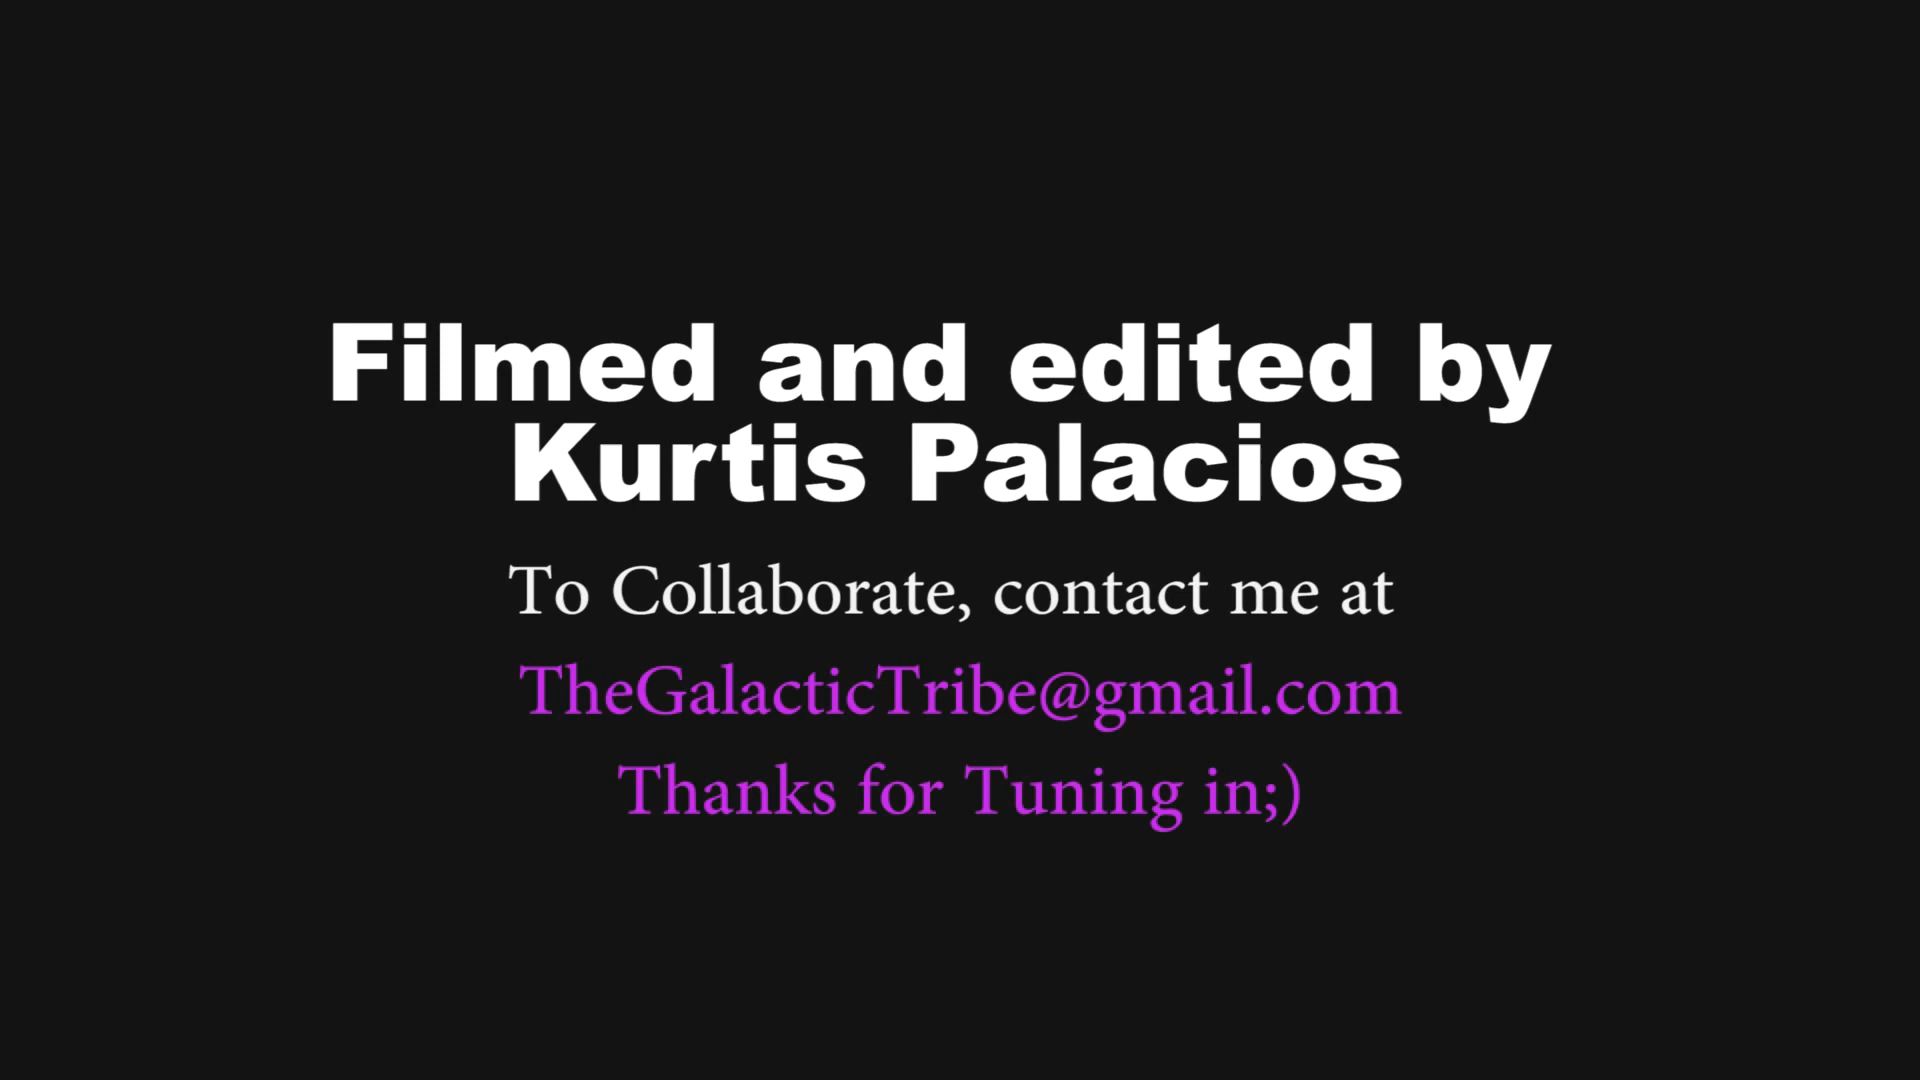 Filmed and edited by
Kurtis Palacios
To Collaborate, contact me at
TheGalacticTribe@gmail.com
Thanks for Tuning in;)